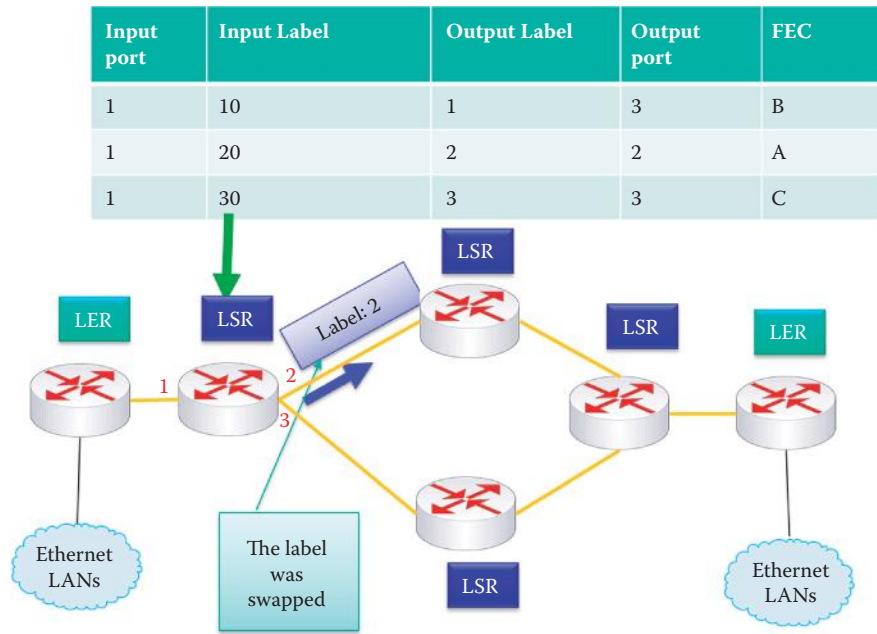 Input port
Input Label
Output Label
Output port
FEC
1 10 1 3 B
1 20 2 2 A
1 30 3 3 C
LSR
LER
LSR
Label: 2
LSR
LER
1
2
3
The label
was
swapped
Ethernet
LANs
LSR
Ethernet
LANs